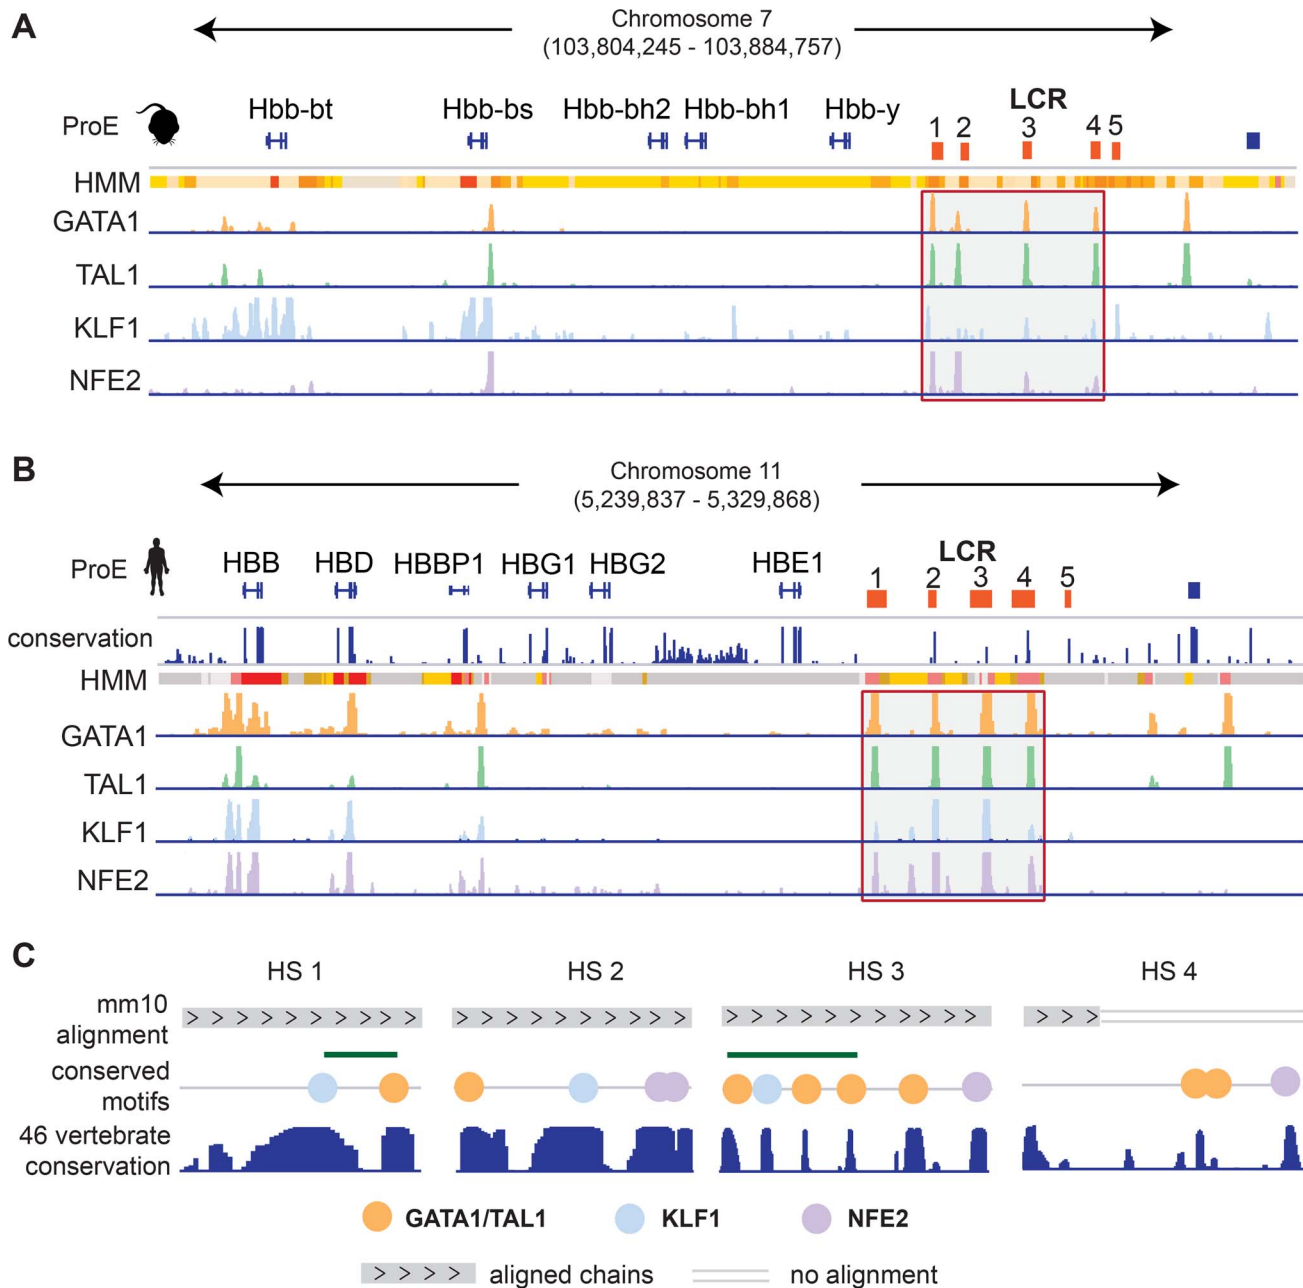 A
Chromosome 7
(103,804,245 - 103,884,757)
ProE
Hbb-bt Hbb-bs Hbb-bh2 Hbb-bh1 Hbb-y LCR
1 2 3 4 5
HMM
GATA1
TAL1
KLF1
NFE2
B
Chromosome 11
(5,239,837 - 5,329,868)
ProE
HBB HBD HBBP1 HBG1 HBG2 HBE1 LCR
1 2 3 4 5
conservation
HMM
GATA1
TAL1
KLF1
NFE2
C
HS 1 HS 2 HS 3 HS 4
mm10
alignment
conserved
motifs
46 vertebrate
conservation
GATA1/TAL1 KLF1 NFE2
> > > > aligned chains no alignment